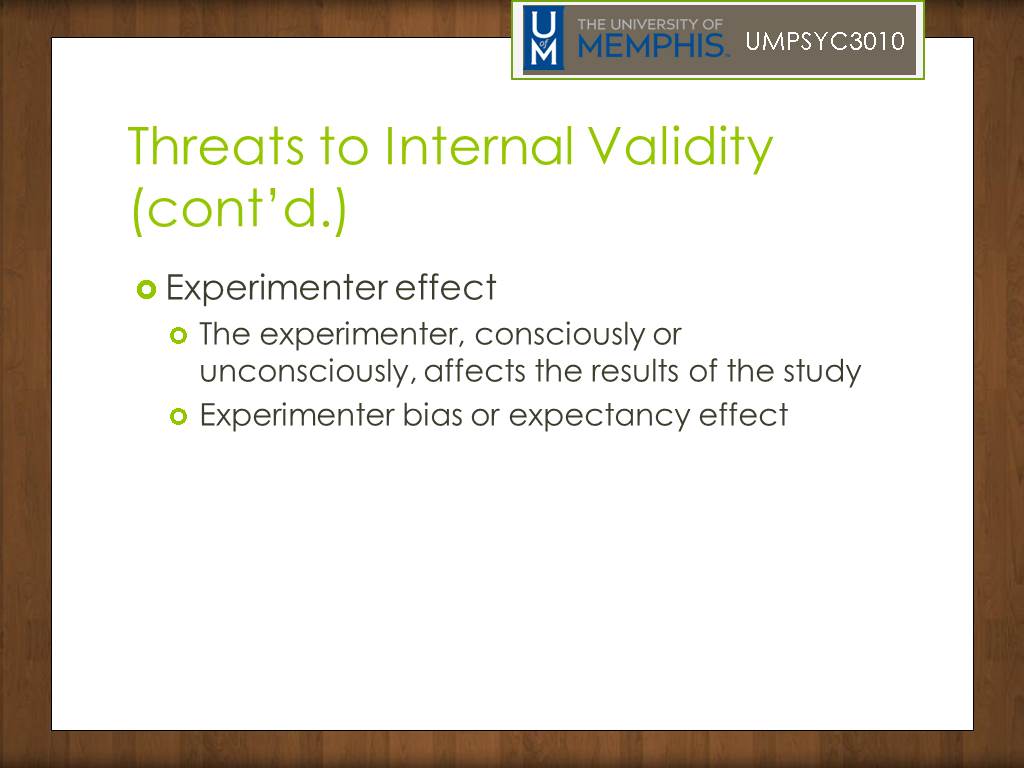 U
of
M
THE UNIVERSITY OF
MEMPHIS™ UMPSYC3010
Threats to Internal Validity
(cont’d.)
Experimenter effect
The experimenter, consciously or
unconsciously, affects the results of the study
Experimenter bias or expectancy effect